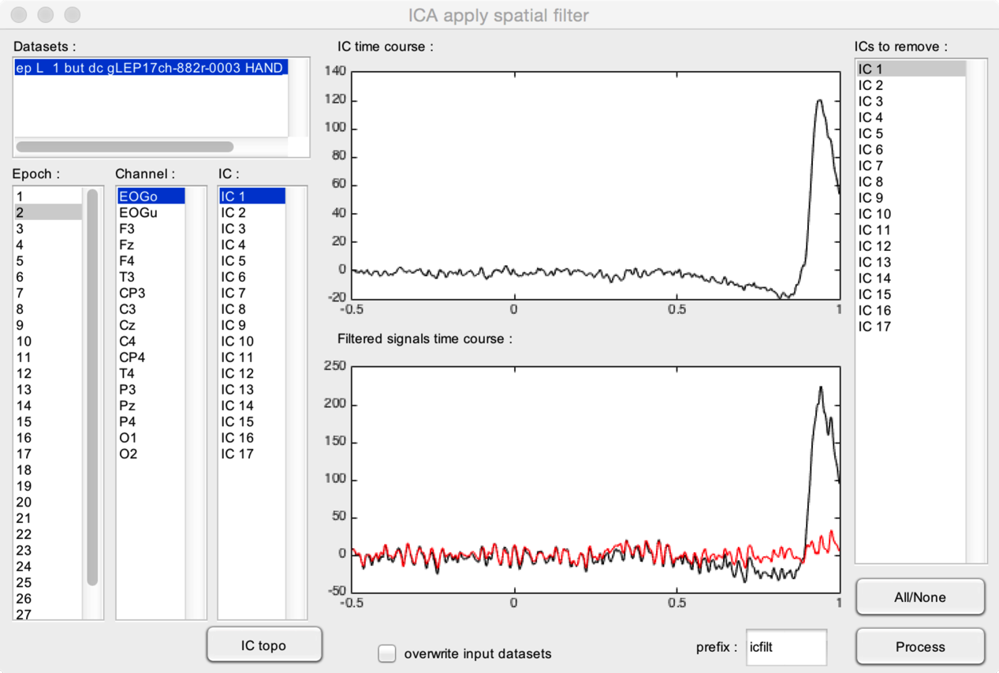 ICA apply spatial filter
Datasets :
ep L 1 but dc gLEP17ch-882r-0003 HAND
Epoch :
1
2
3
4
5
6
7
8
9
10
11
12
13
14
15
16
17
18
19
20
21
22
23
24
25
26
27
Channel :
EOGo
EOGu
F3
Fz
F4
T3
CP3
C3
Cz
C4
CP4
T4
P3
Pz
P4
O1
O2
IC :
IC 1
IC 2
IC 3
IC 4
IC 5
IC 6
IC 7
IC 8
IC 9
IC 10
IC 11
IC 12
IC 13
IC 14
IC 15
IC 16
IC 17
IC topo
IC time course :
140
120
100
80
60
40
20
0
-20
-0.5 0 0.5 1
Filtered signals time course :
250
200
150
100
50
0
-50
-0.5 0 0.5 1
overwrite input datasets
prefix : icfilt
ICs to remove :
IC 1
IC 2
IC 3
IC 4
IC 5
IC 6
IC 7
IC 8
IC 9
IC 10
IC 11
IC 12
IC 13
IC 14
IC 15
IC 16
IC 17
All/None
Process